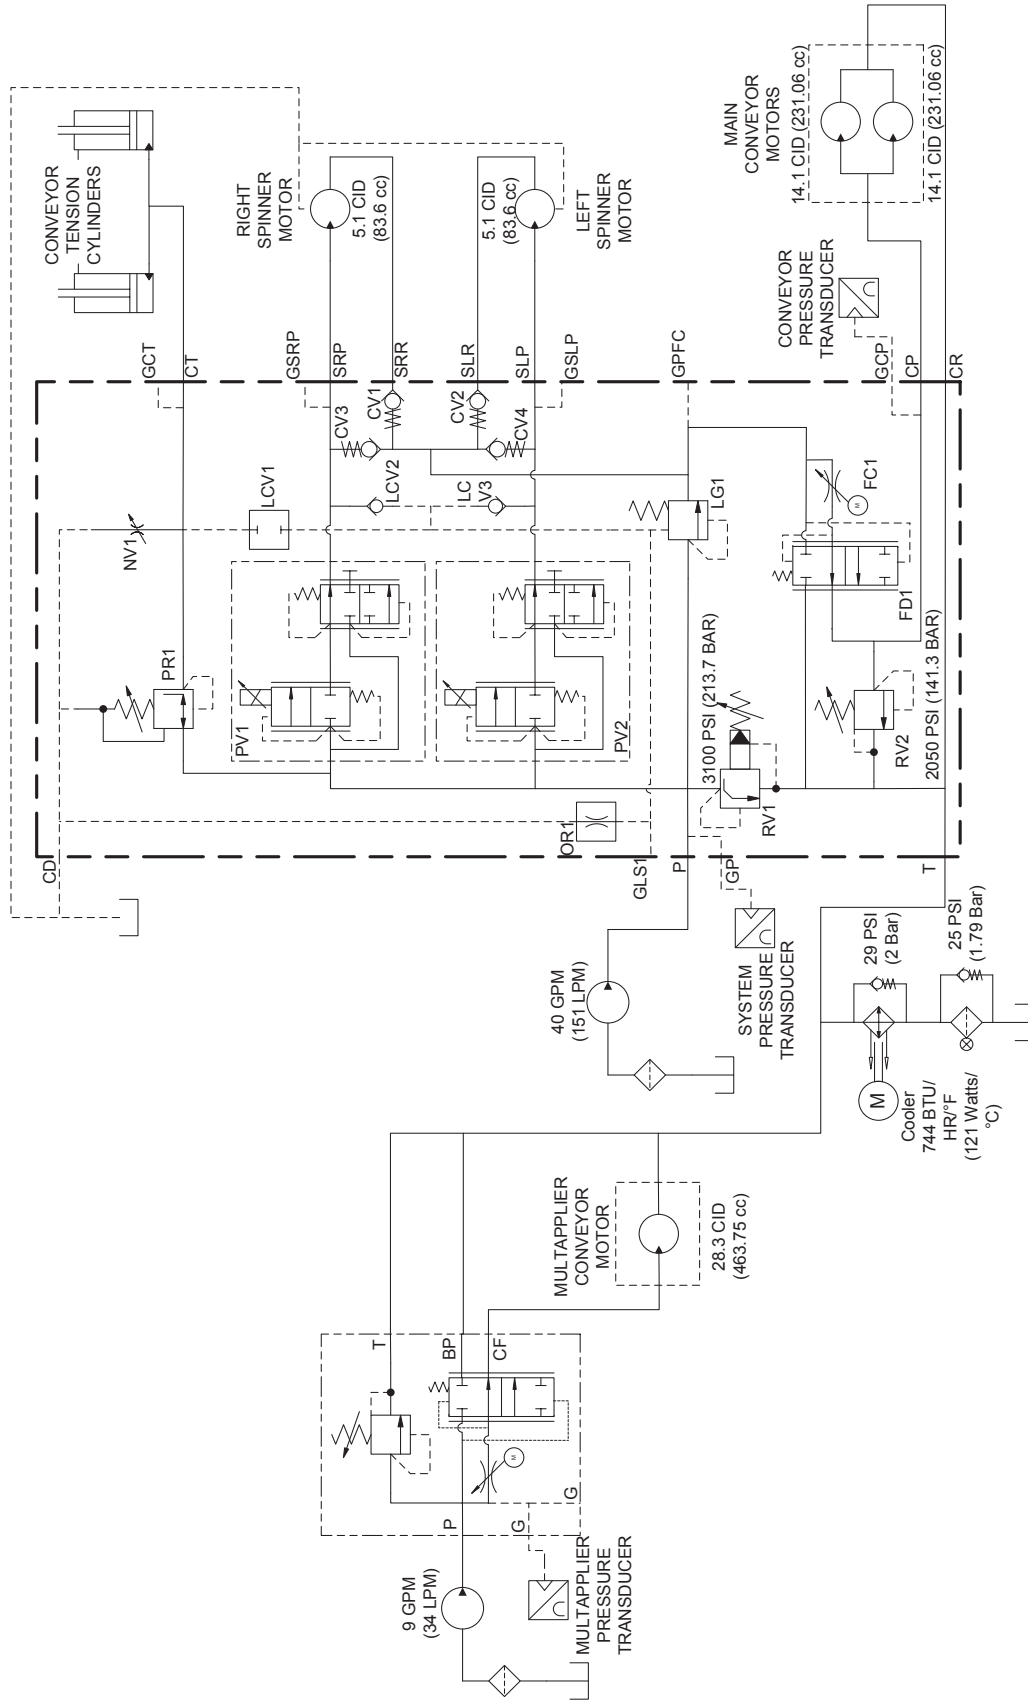 CONVEYOR
TENSION
CYLINDERS
RIGHT
SPINNER
MOTOR
5.1 CID
(83.6 cc)
5.1 CID
(83.6 cc)
LEFT
SPINNER
MOTOR
MAIN
CONVEYOR
MOTORS
14.1 CID (231.06 cc)
14.1 CID (231.06 cc)
CONVEYOR
PRESSURE
TRANSDUCER
GCT
CT
GSRP
SRP
SRR
SLR
SLP
GSLP
GPFC
GCP
CP
CR
CV3
CV1
CV2
CV4
NV1
LCV1
LCV2
LC
V3
LG1
FC1
M
FD1
PR1
PV1
PV2
3100 PSI (213.7 BAR)
RV1
RV2
2050 PSI (141.3 BAR)
OR1
CD
GLS1
P
GP
T
40 GPM
(151 LPM)
SYSTEM
PRESSURE
TRANSDUCER
29 PSI
(2 Bar)
25 PSI
(1.79 Bar)
M
Cooler
744 BTU/
HR/°F
(121 Watts/
°C)
MULTAPPLIER
CONVEYOR
MOTOR
28.3 CID
(463.75 cc)
T
BP
CF
M
P
G
G
9 GPM
(34 LPM)
MULTAPPLIER
PRESSURE
TRANSDUCER